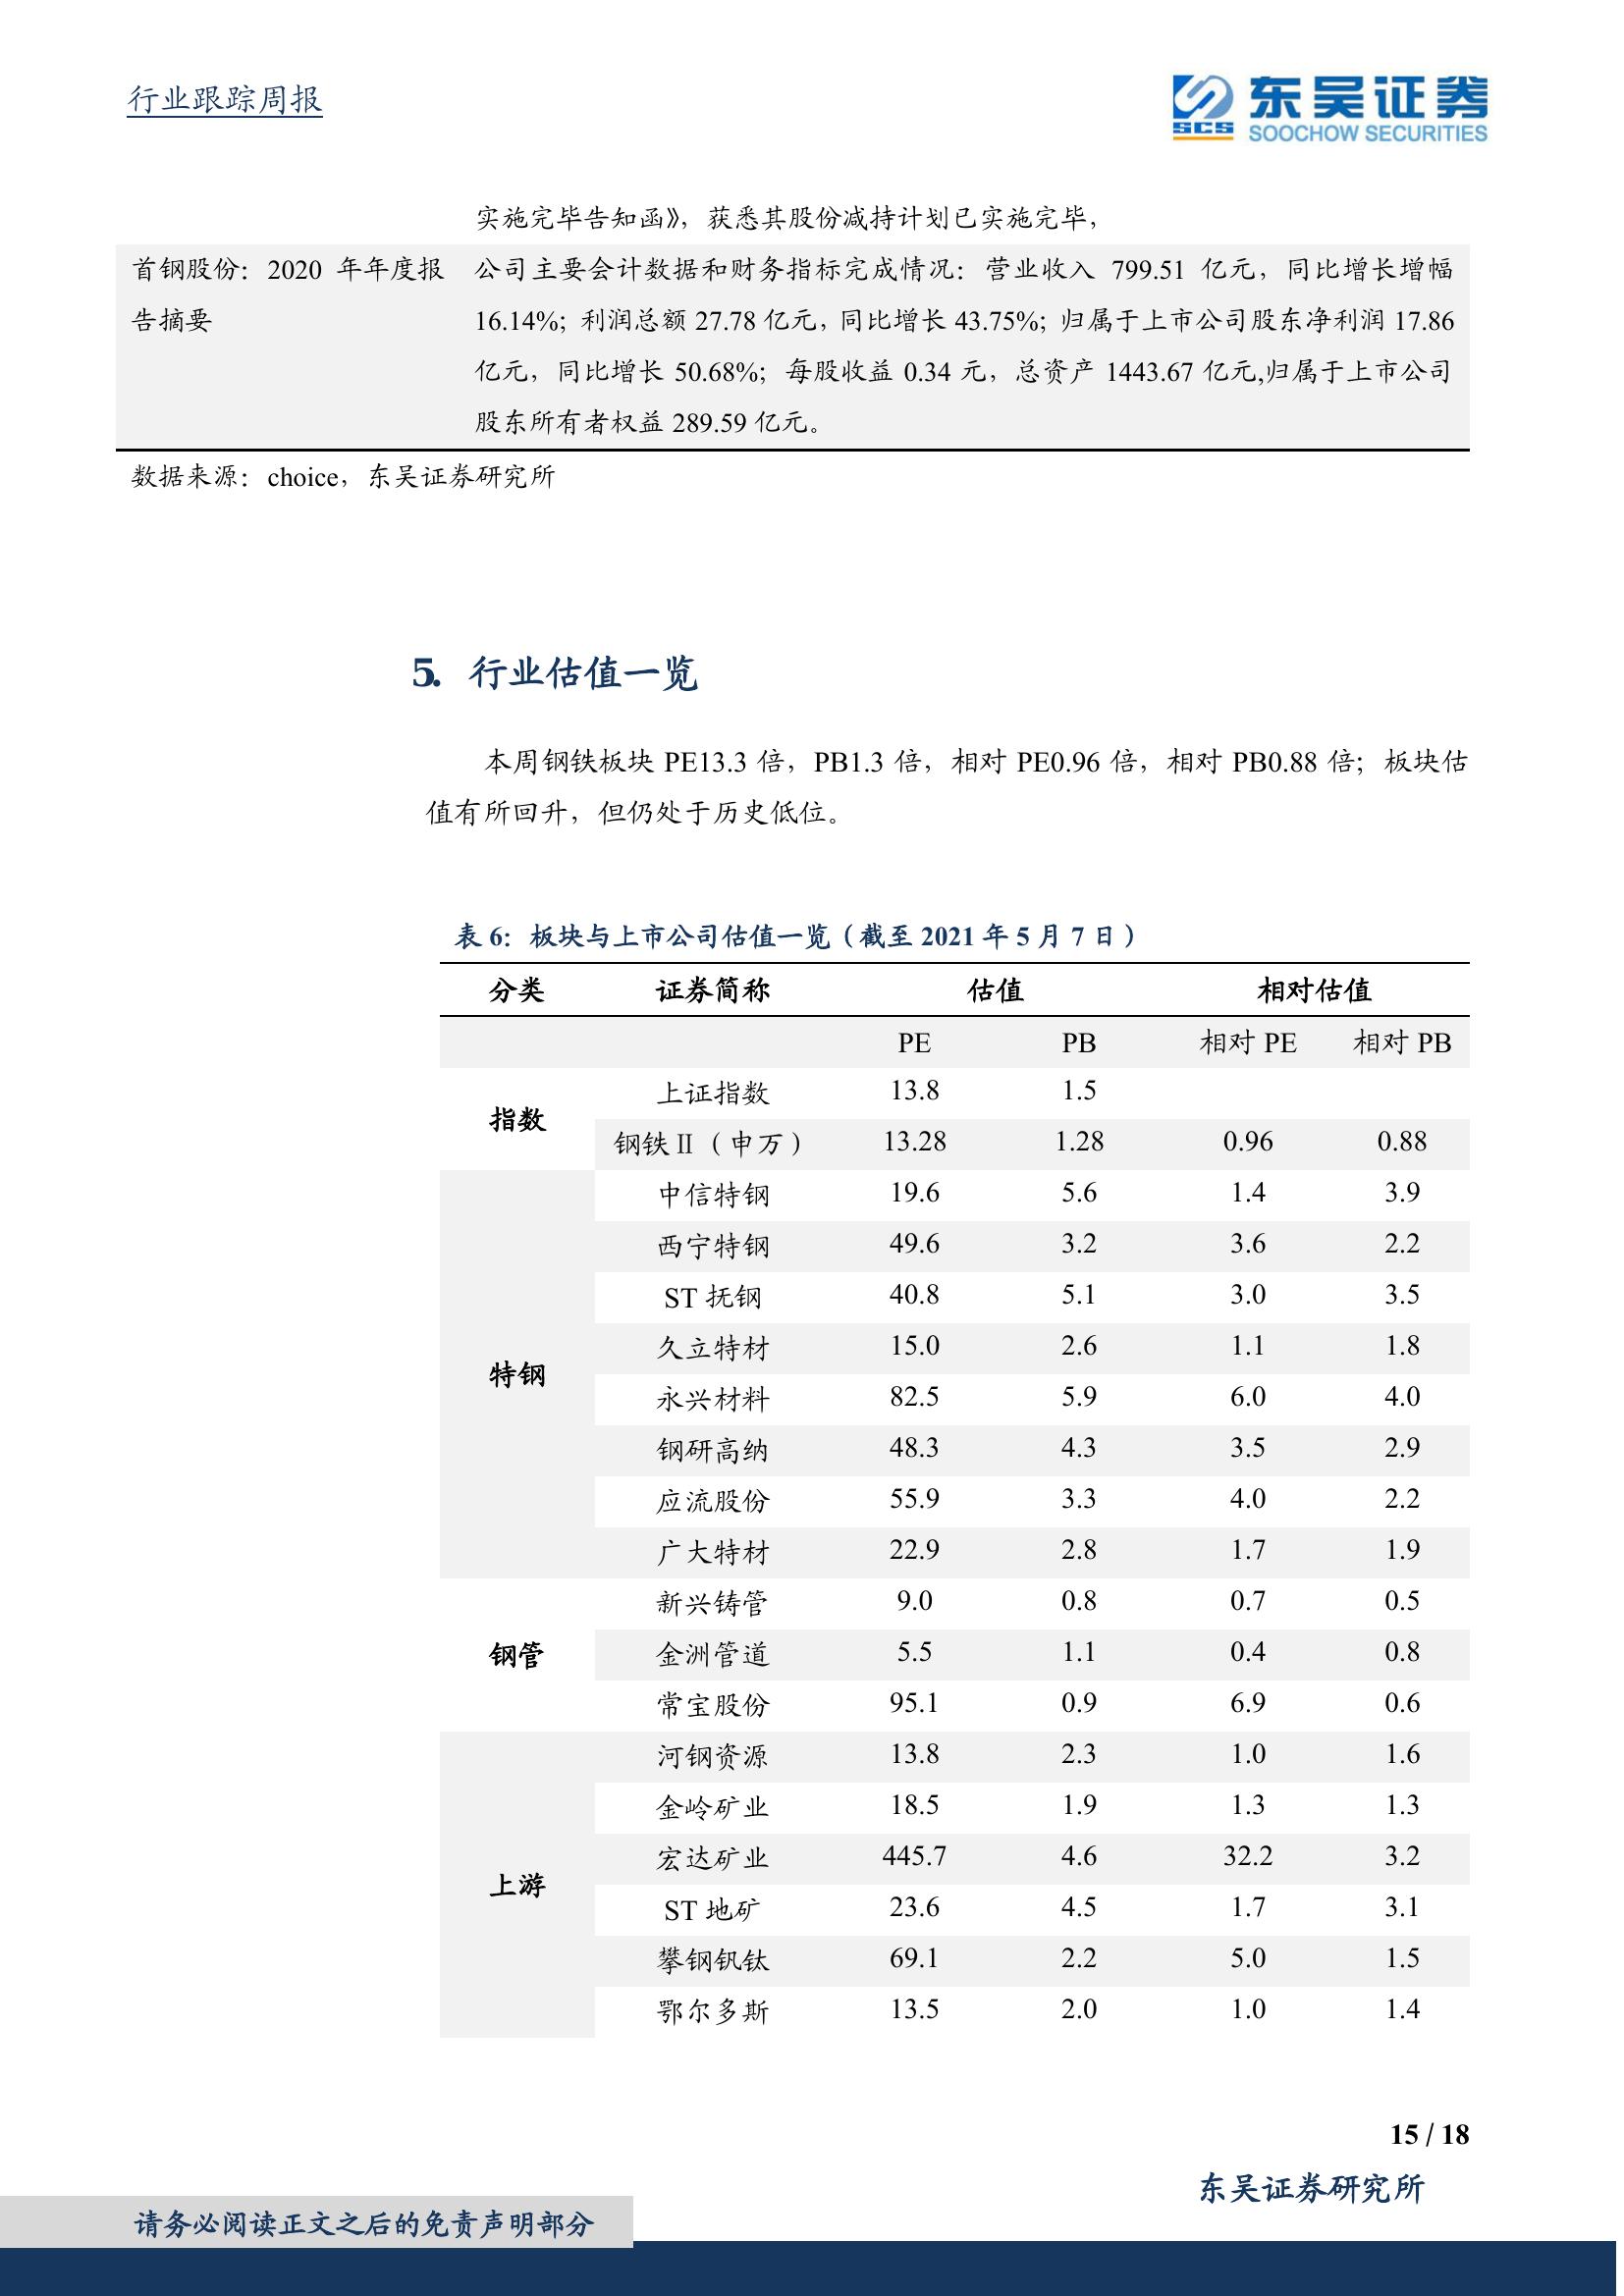 行业跟踪周报
SCS 东吴证券
SOOCHOW SECURITIES
实施完毕告知函》，获悉其股份减持计划已实施完毕，
首钢股份：2020 年年度报
告摘要
公司主要会计数据和财务指标完成情况：营业收入 799.51 亿元，同比增长增幅
16.14%；利润总额 27.78 亿元，同比增长 43.75%；归属于上市公司股东净利润 17.86
亿元，同比增长 50.68%；每股收益 0.34 元，总资产 1443.67 亿元,归属于上市公司
股东所有者权益 289.59 亿元。
数据来源：choice，东吴证券研究所
5. 行业估值一览
本周钢铁板块 PE13.3 倍，PB1.3 倍，相对 PE0.96 倍，相对 PB0.88 倍；板块估
值有所回升，但仍处于历史低位。
表 6：板块与上市公司估值一览（截至 2021 年 5 月 7 日）
分类 证券简称 估值 相对估值
PE PB 相对 PE 相对 PB
指数
上证指数 13.8 1.5
钢铁Ⅱ（申万） 13.28 1.28 0.96 0.88
特钢
中信特钢 19.6 5.6 1.4 3.9
西宁特钢 49.6 3.2 3.6 2.2
ST 抚钢 40.8 5.1 3.0 3.5
久立特材 15.0 2.6 1.1 1.8
永兴材料 82.5 5.9 6.0 4.0
钢研高纳 48.3 4.3 3.5 2.9
应流股份 55.9 3.3 4.0 2.2
广大特材 22.9 2.8 1.7 1.9
钢管
新兴铸管 9.0 0.8 0.7 0.5
金洲管道 5.5 1.1 0.4 0.8
常宝股份 95.1 0.9 6.9 0.6
上游
河钢资源 13.8 2.3 1.0 1.6
金岭矿业 18.5 1.9 1.3 1.3
宏达矿业 445.7 4.6 32.2 3.2
ST 地矿 23.6 4.5 1.7 3.1
攀钢钒钛 69.1 2.2 5.0 1.5
鄂尔多斯 13.5 2.0 1.0 1.4
15 / 18
东吴证券研究所
请务必阅读正文之后的免责声明部分